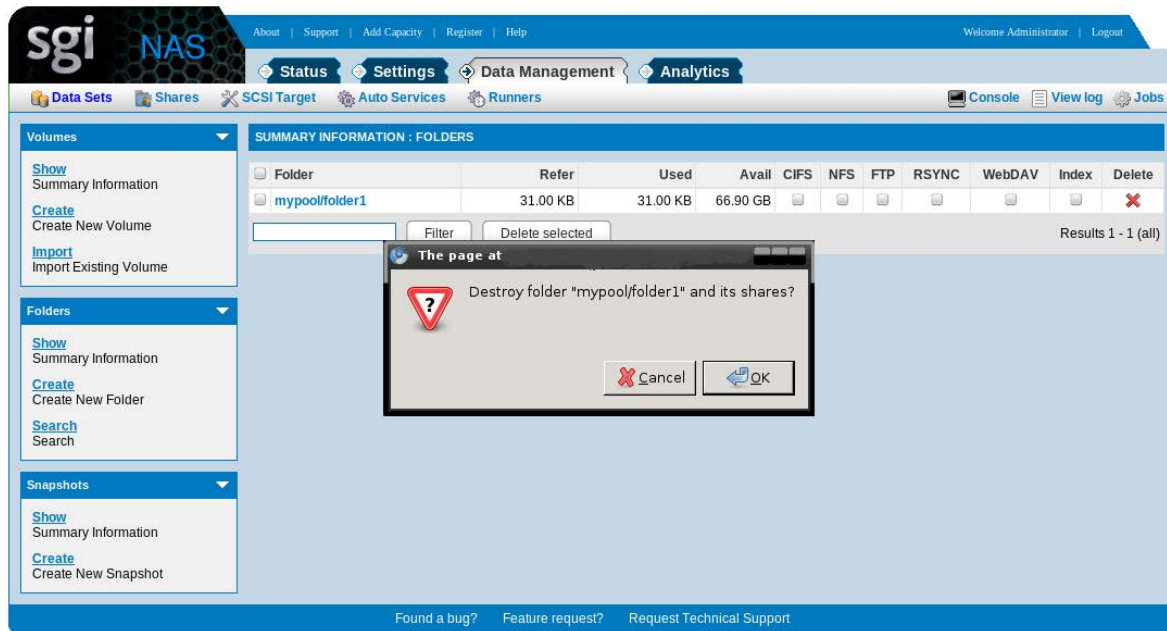 sgi NAS
About | Support | Add Capacity | Register | Help
Welcome Administrator | Logout
Status Settings Data Management Analytics
Data Sets Shares SCSI Target Auto Services Runners
Console View log Jobs
Volumes
Show
Summary Information
Create
Create New Volume
Import
Import Existing Volume
Folders
Show
Summary Information
Create
Create New Folder
Search
Search
Snapshots
Show
Summary Information
Create
Create New Snapshot
SUMMARY INFORMATION : FOLDERS
Folder Refer Used Avail CIFS NFS FTP RSYNC WebDAV Index Delete
mypool/folder1 31.00 KB 31.00 KB 66.90 GB
Filter Delete selected Results 1 - 1 (all)
The page at
Destroy folder "mypool/folder1" and its shares?
Cancel OK
Found a bug? Feature request? Request Technical Support